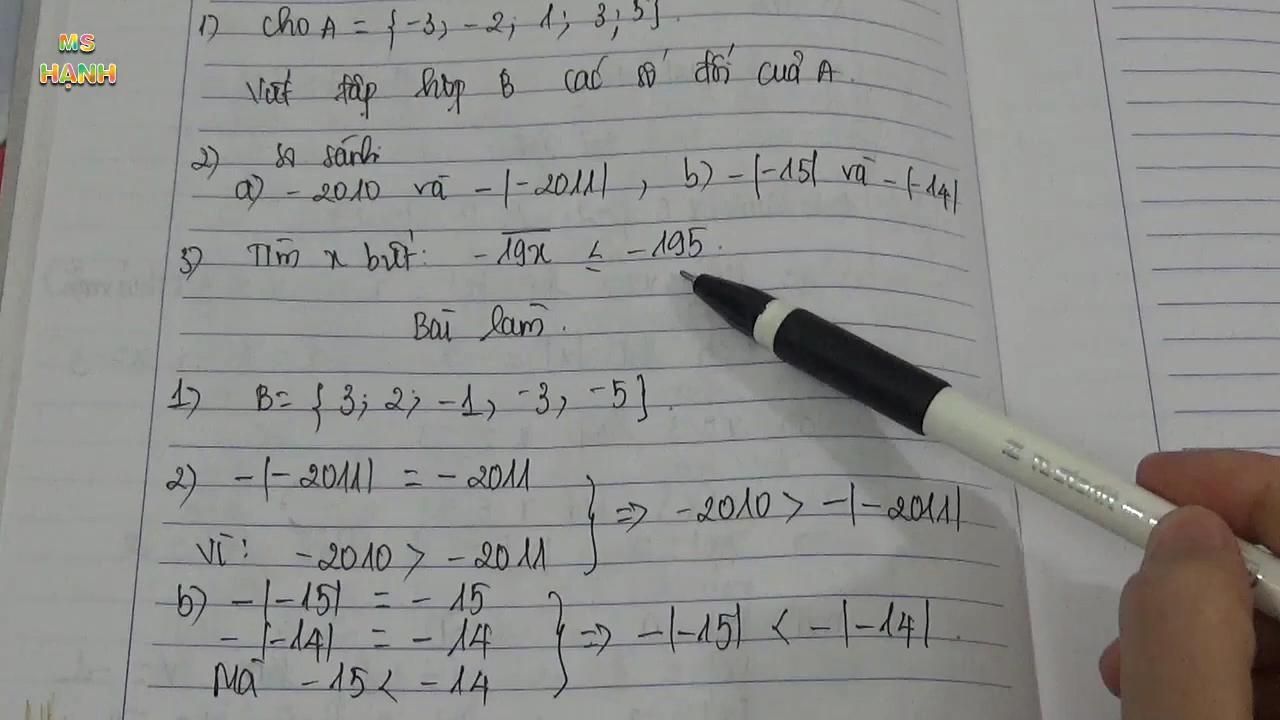 MS
HẠNH
1) Cho A = {-3; -2; 1; 3; 5}.
Viết tập hợp B các số đối của A.
2) So sánh:
a) -2010 và -|-2011| , b) -|-15| và -|-14|
3) Tìm x biết: -19x ≤ -195.
Bài làm.
1) B= {3; 2; -1, -3, -5}.
2) -|-2011| = -2011
Vì: -2010 > -2011
=> -2010 > -|-2011|
b) -|-15| = -15
-|-14| = -14
Mà -15 < -14
=> -|-15| < -|-14|.